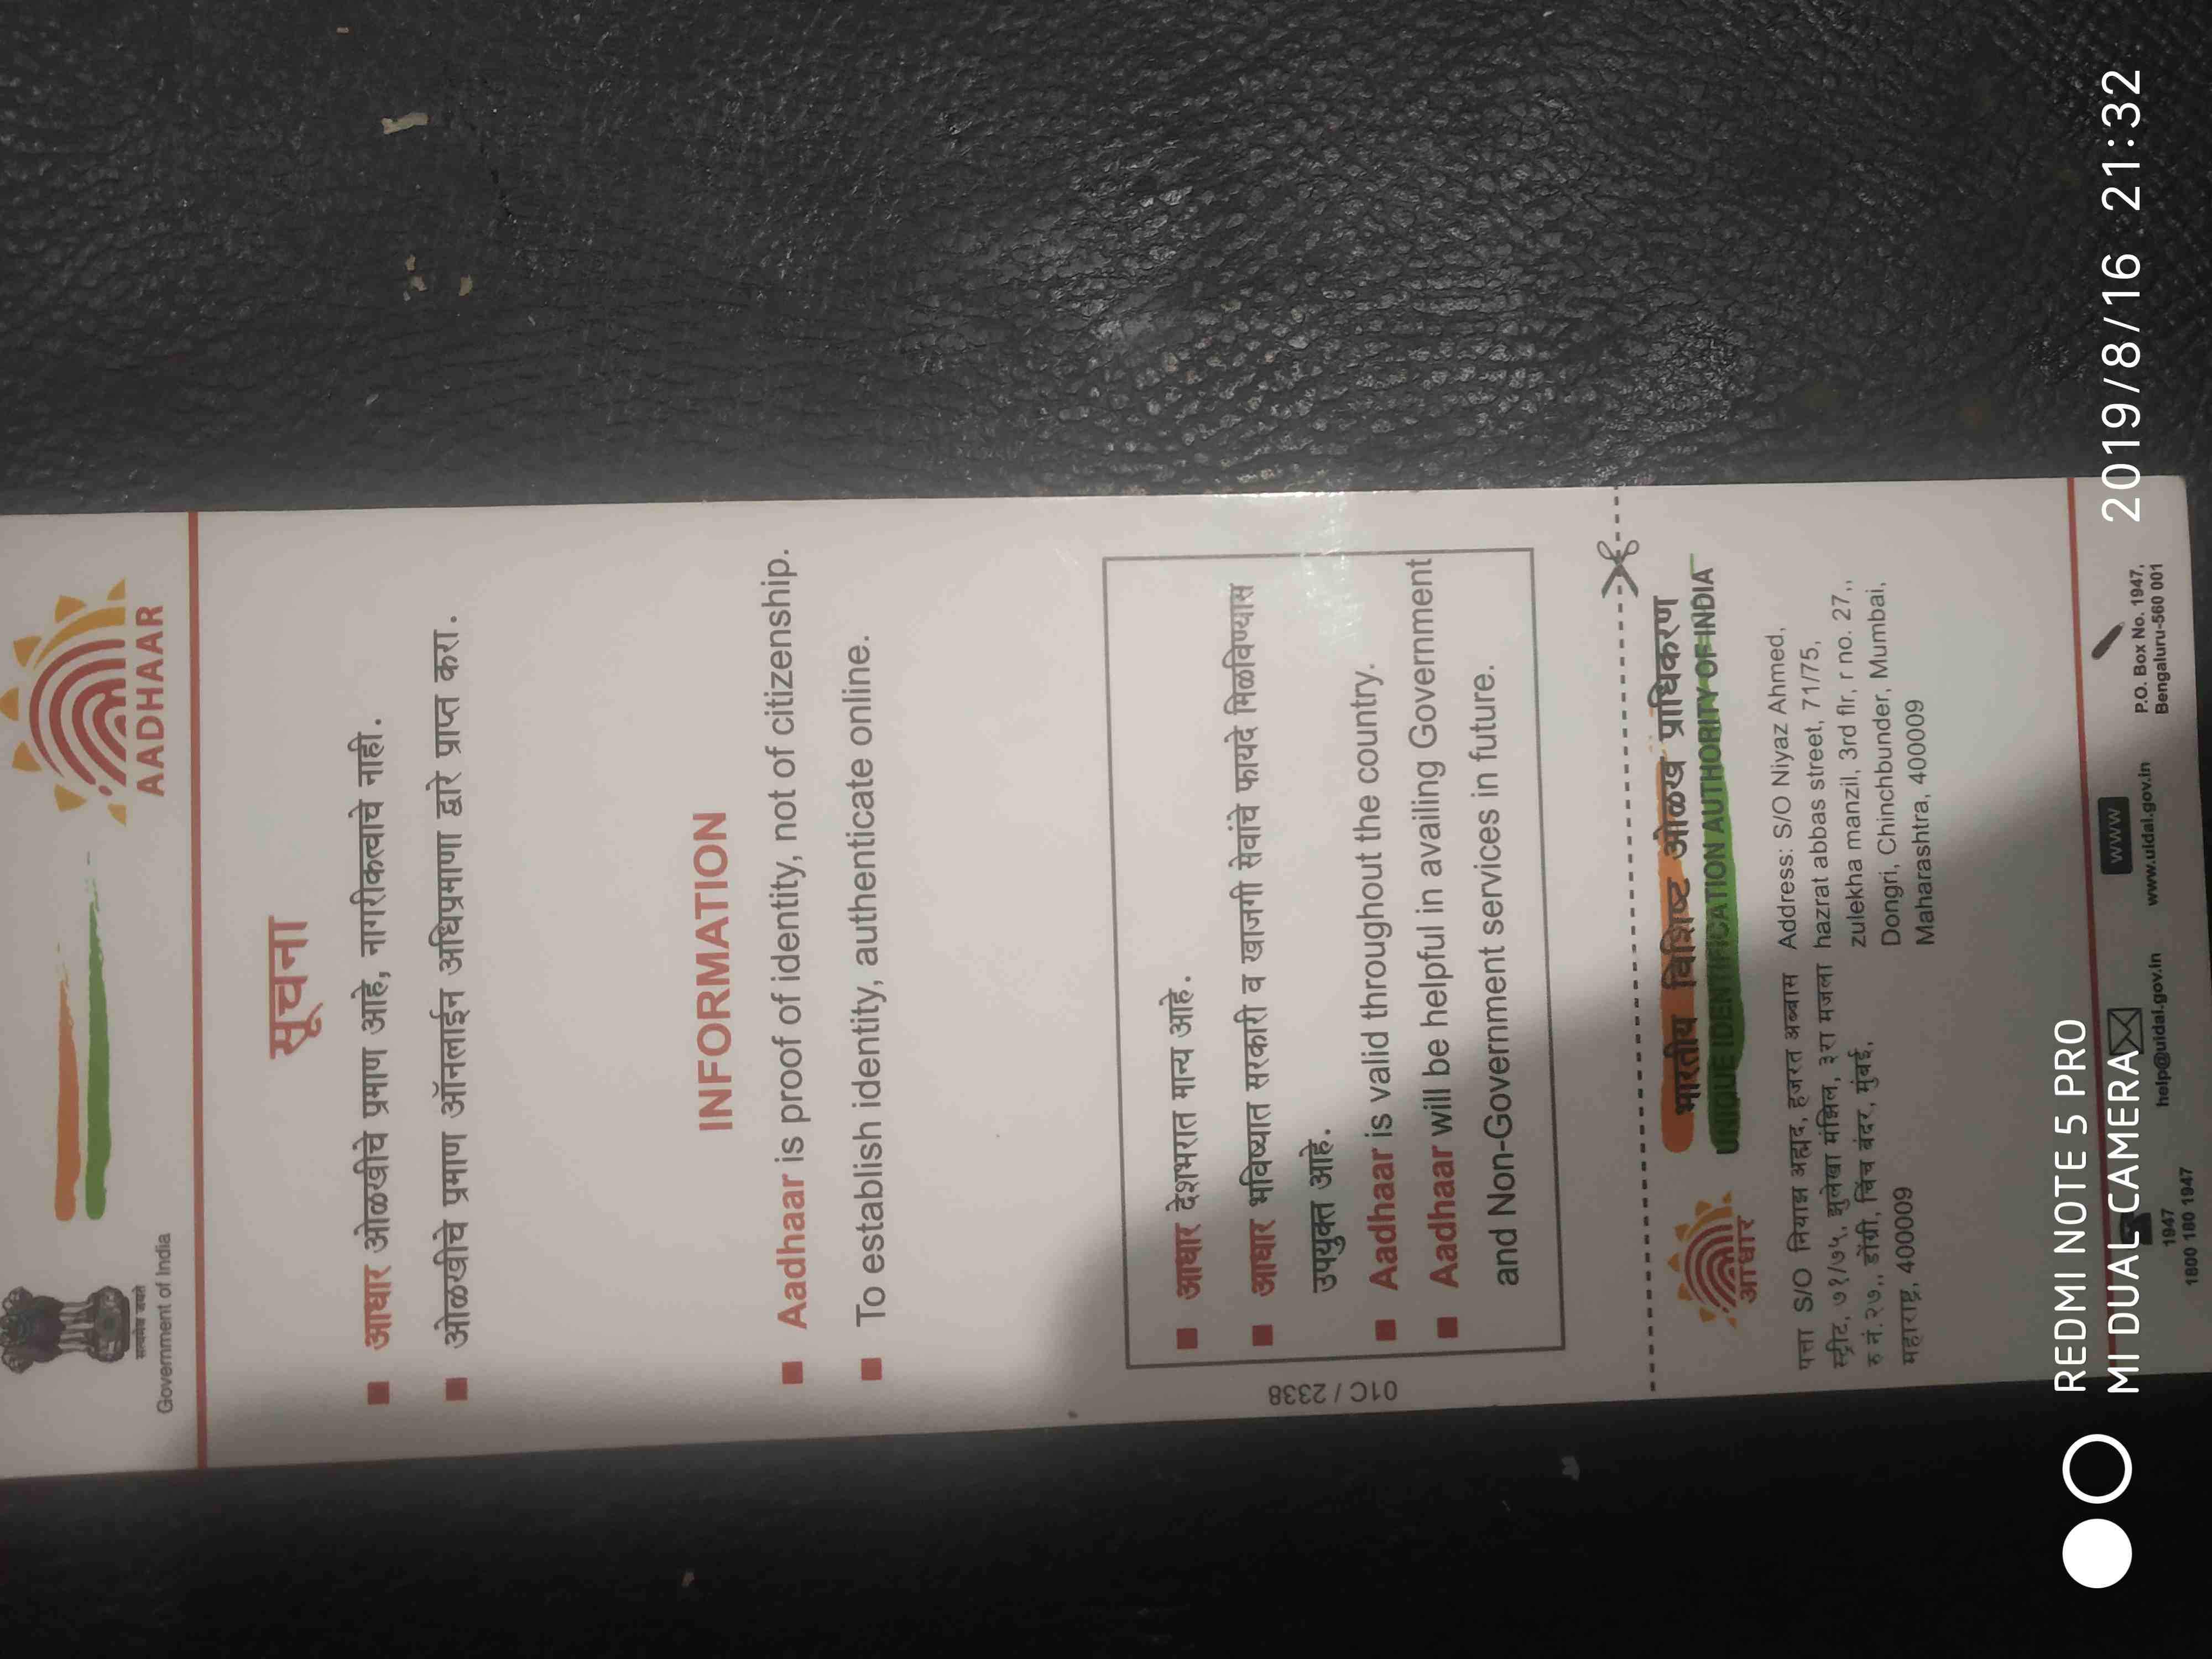 सत्यमेव जयते
Government of India
AADHAAR
सूचना
■ आधार ओळखीचे प्रमाण आहे, नागरीकत्वाचे नाही.
■ ओळखीचे प्रमाण ऑनलाईन अधिप्रमाणा द्वारे प्राप्त करा.
INFORMATION
■ Aadhaar is proof of identity, not of citizenship.
■ To establish identity, authenticate online.
■ आधार देशभरात मान्य आहे.
■ आधार भविष्यात सरकारी व खाजगी सेवांचे फायदे मिळविण्यास
उपयुक्त आहे.
■ Aadhaar is valid throughout the country.
■ Aadhaar will be helpful in availing Government
and Non-Government services in future.
01C / 2338
भारतीय विशिष्ट ओळख प्राधिकरण
UNIQUE IDENTIFICATION AUTHORITY OF INDIA
आधार
पत्ता S/O नियाझ अह्मद, हजरत अब्बास
स्ट्रीट, ७१/७५, झुलेखा मंझिल, ३रा मजला
रु नं.२७,, डोंग्री, चिंच बंदर, मुंबई,
महाराष्ट्र, 400009
Address: S/O Niyaz Ahmed,
hazrat abbas street, 71/75,
zulekha manzil, 3rd flr, r no. 27,,
Dongri, Chinchbunder, Mumbai,
Maharashtra, 400009
1947
1800 180 1947
help@uidai.gov.in
www
www.uidai.gov.in
P.O. Box No. 1947,
Bengaluru-560 001
REDMI NOTE 5 PRO
MI DUAL CAMERA
2019/8/16 21:32